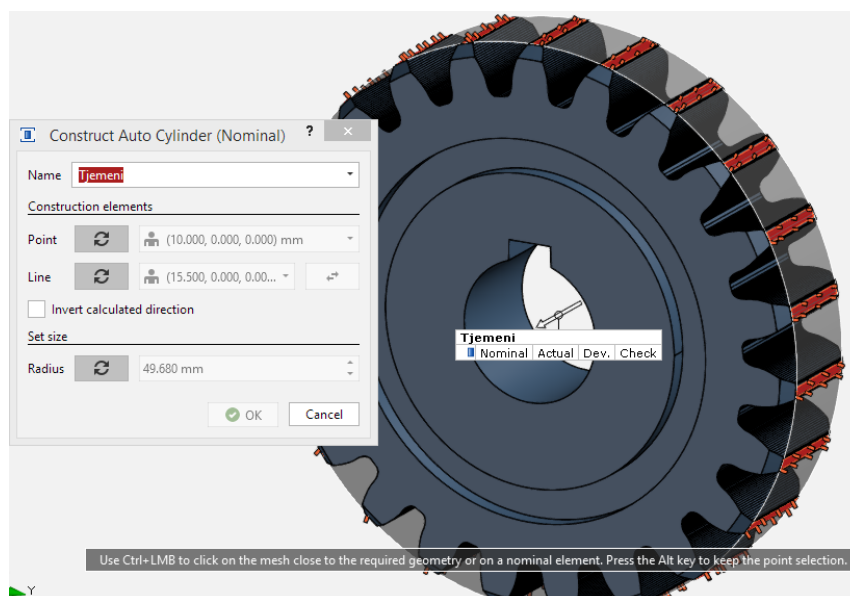 Construct Auto Cylinder (Nominal) ? ×
Name Tjemeni
Construction elements
Point (10.000, 0.000, 0.000) mm
Line (15.500, 0.000, 0.00...
Invert calculated direction
Set size
Radius 49.680 mm
OK Cancel
Tjemeni
Nominal Actual Dev. Check
Use Ctrl+LMB to click on the mesh close to the required geometry or on a nominal element. Press the Alt key to keep the point selection.
Y